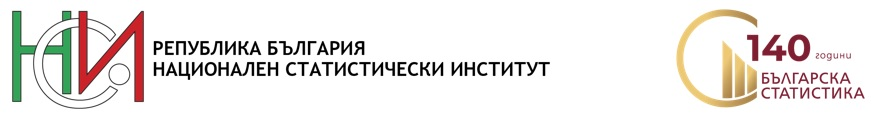 НСИ
РЕПУБЛИКА БЪЛГАРИЯ
НАЦИОНАЛЕН СТАТИСТИЧЕСКИ ИНСТИТУТ
140 години
БЪЛГАРСКА
СТАТИСТИКА